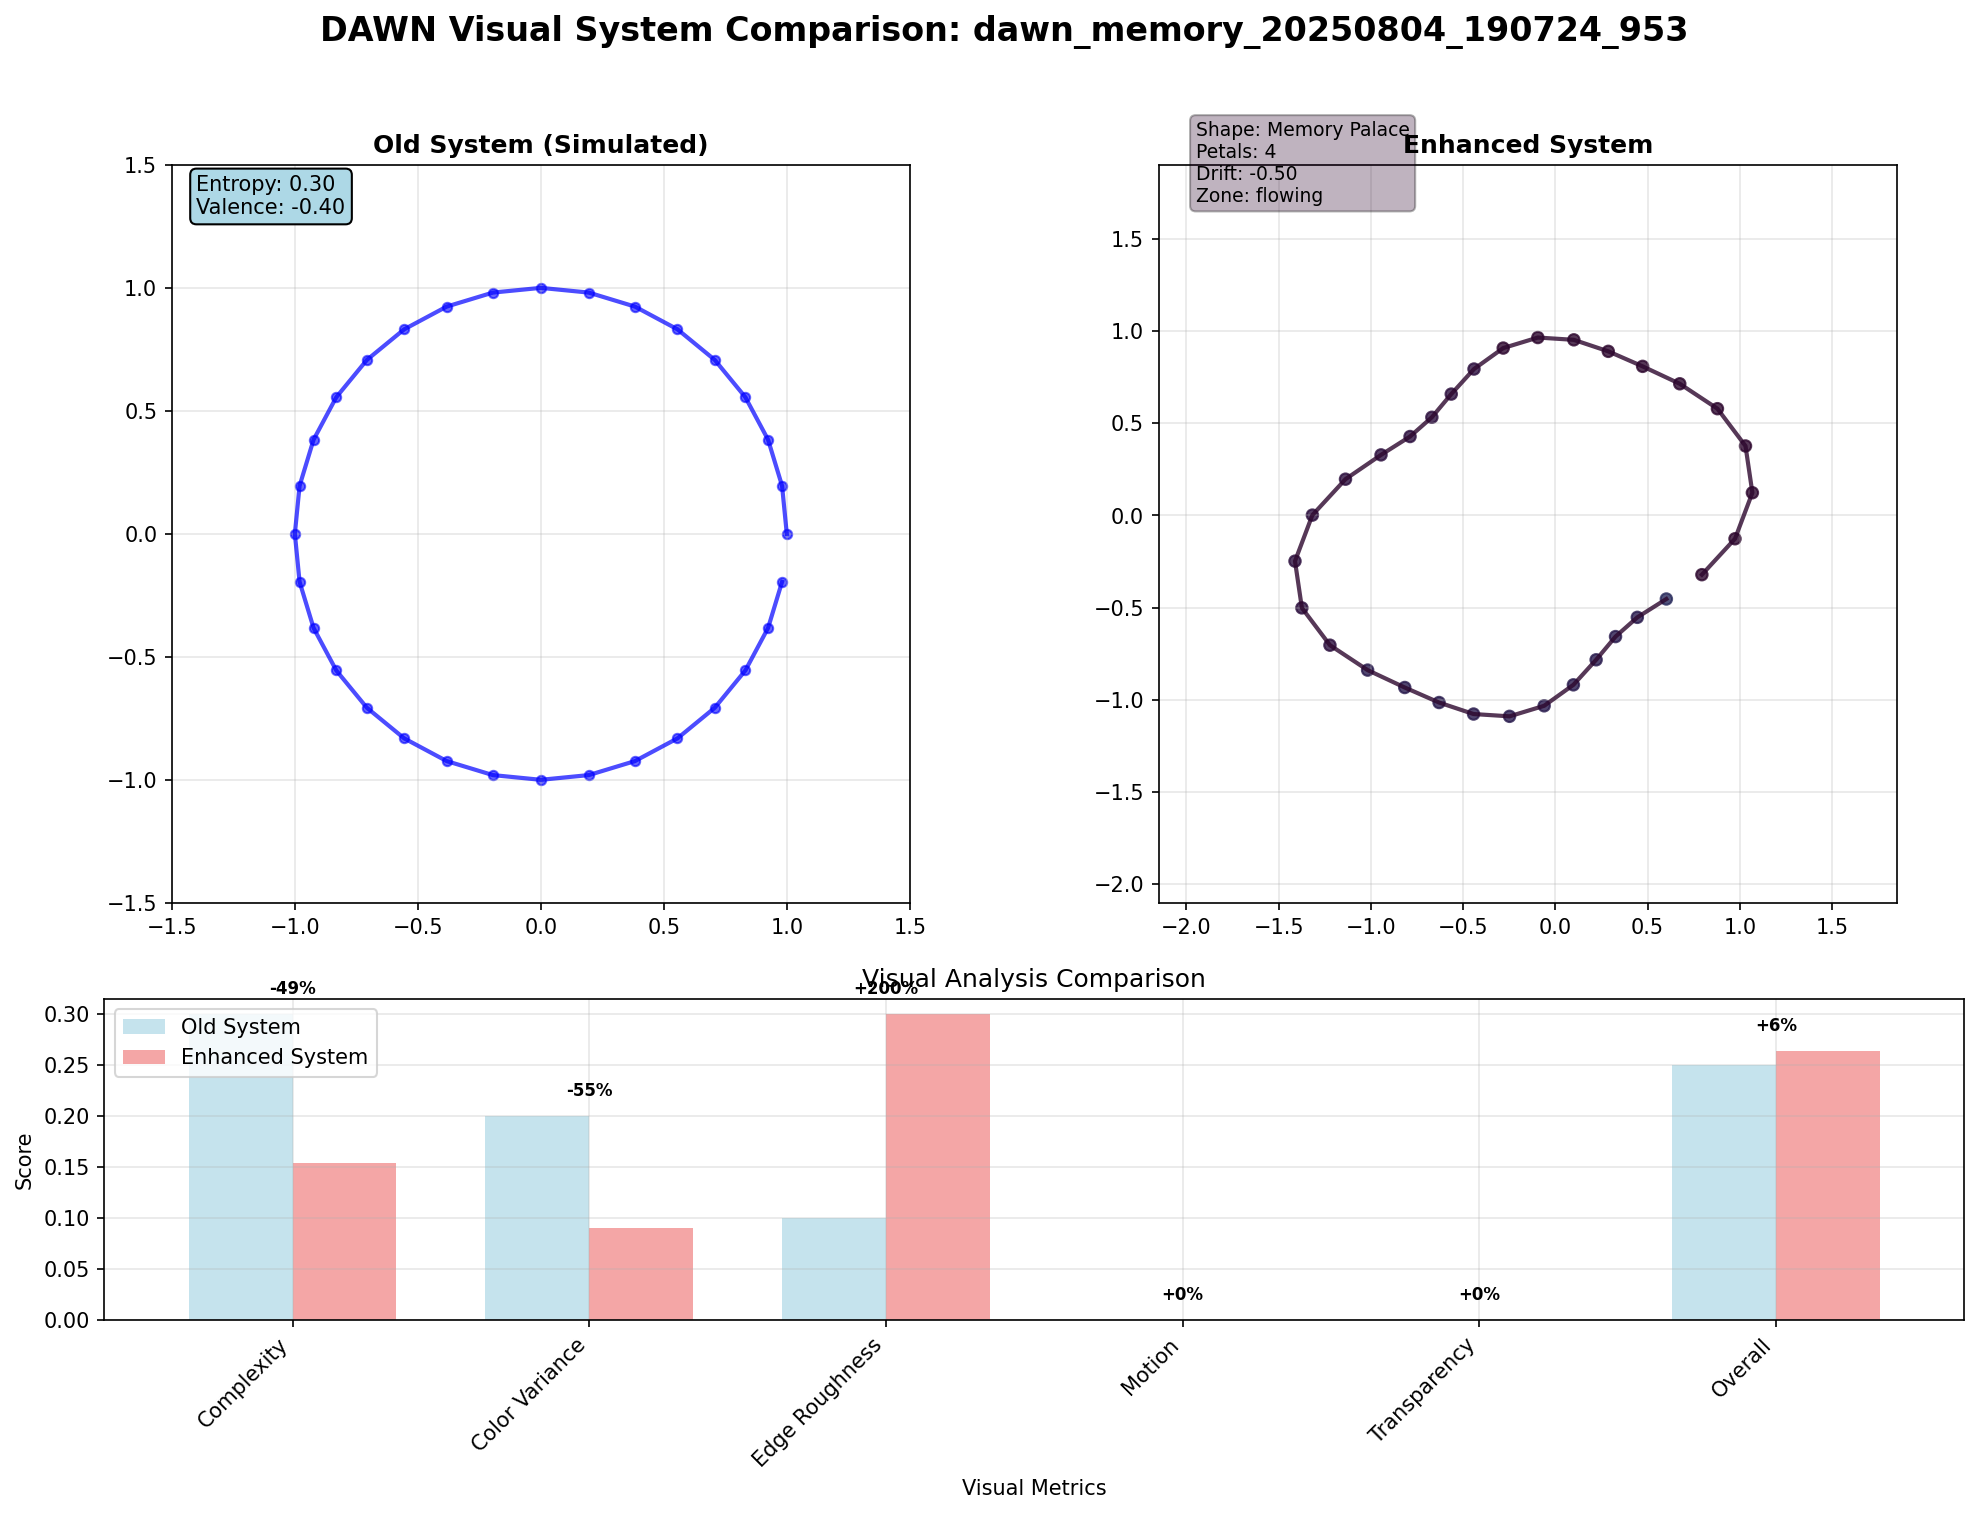 DAWN Visual System Comparison: dawn_memory_20250804_190724_953
Old System (Simulated)
Entropy: 0.30
Valence: -0.40
1.5
1.0
0.5
0.0
−0.5
−1.0
−1.5
−1.5
−1.0
−0.5
0.0
0.5
1.0
1.5
Enhanced System
Shape: Memory Palace
Petals: 4
Drift: -0.50
Zone: flowing
1.5
1.0
0.5
0.0
−0.5
−1.0
−1.5
−2.0
−2.0
−1.5
−1.0
−0.5
0.0
0.5
1.0
1.5
Visual Analysis Comparison
Old System
Enhanced System
-49%
-55%
+200%
+0%
+0%
+6%
Score
0.30
0.25
0.20
0.15
0.10
0.05
0.00
Complexity
Color Variance
Edge Roughness
Motion
Transparency
Overall
Visual Metrics